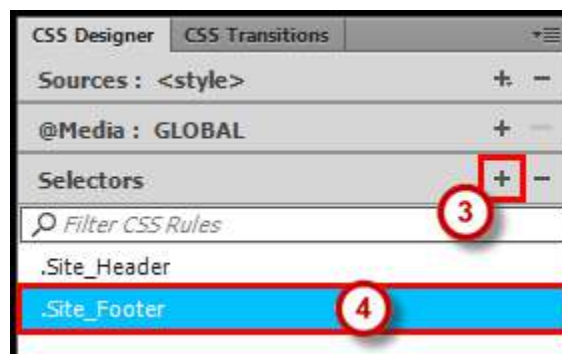 CSS Designer CSS Transitions
Sources : <style>
@Media : GLOBAL
Selectors
3
Filter CSS Rules
.Site_Header
.Site_Footer 4